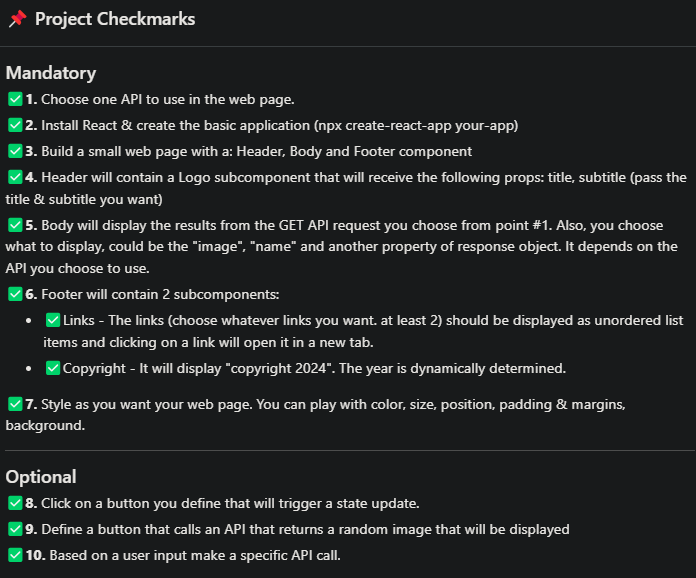 📌 Project Checkmarks
Mandatory
✅1. Choose one API to use in the web page.
✅2. Install React & create the basic application (npx create-react-app your-app)
✅3. Build a small web page with a: Header, Body and Footer component
✅4. Header will contain a Logo subcomponent that will receive the following props: title, subtitle (pass the
title & subtitle you want)
✅5. Body will display the results from the GET API request you choose from point #1. Also, you choose
what to display, could be the "image", "name" and another property of response object. It depends on the
API you choose to use.
✅6. Footer will contain 2 subcomponents:
• ✅Links - The links (choose whatever links you want. at least 2) should be displayed as unordered list
items and clicking on a link will open it in a new tab.
• ✅Copyright - It will display "copyright 2024". The year is dynamically determined.
✅7. Style as you want your web page. You can play with color, size, position, padding & margins,
background.
Optional
✅8. Click on a button you define that will trigger a state update.
✅9. Define a button that calls an API that returns a random image that will be displayed
✅10. Based on a user input make a specific API call.